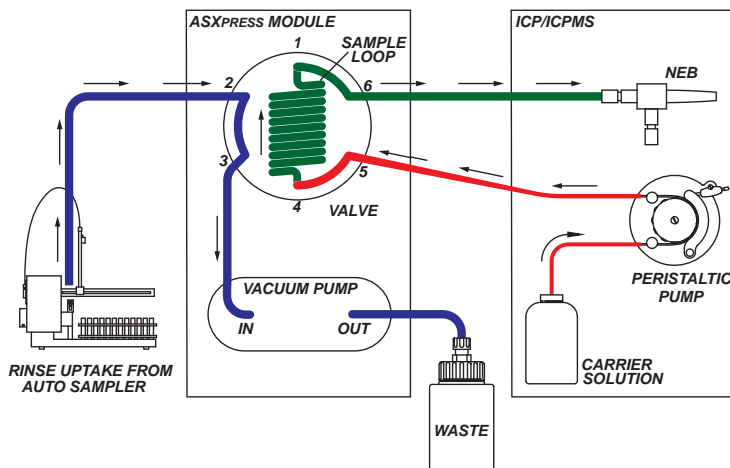 ASXPRESS MODULE
ICP/ICPMS
1
SAMPLE
LOOP
2
6
NEB
3
5
4
VALVE
VACUUM PUMP
IN
OUT
PERISTALTIC
PUMP
RINSE UPTAKE FROM
AUTO SAMPLER
CARRIER
SOLUTION
WASTE